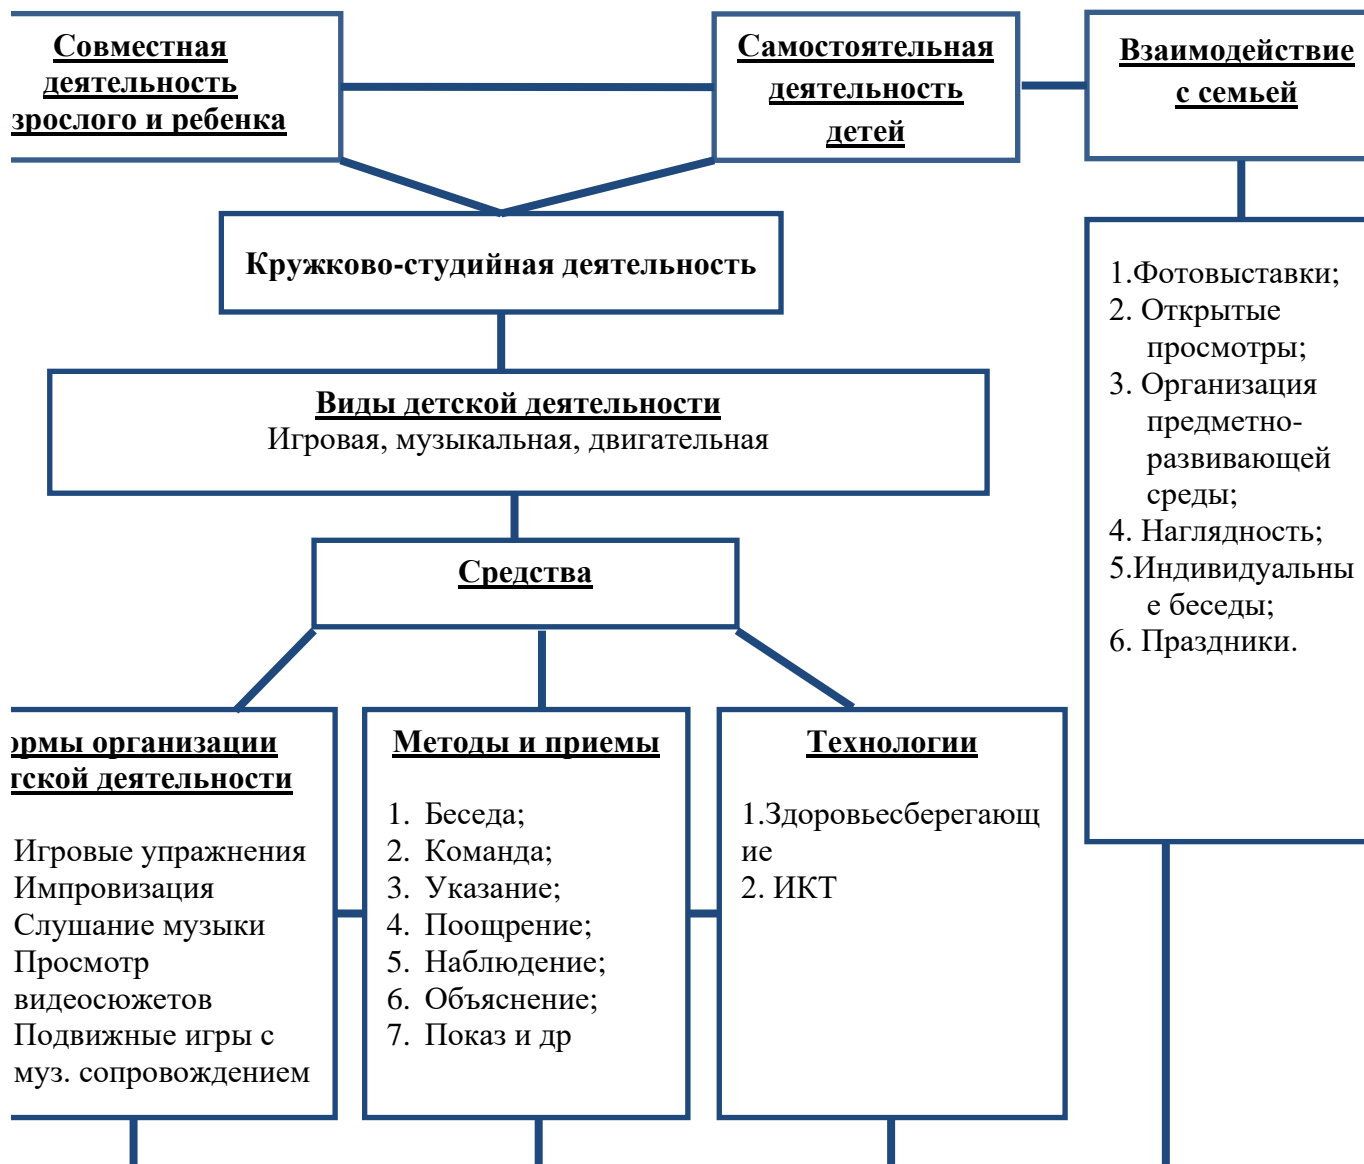 Совместная
деятельность
зрослого и ребенка
Самостоятельная
деятельность
детей
Взаимодействие
с семьей
Кружково-студийная деятельность
Виды детской деятельности
Игровая, музыкальная, двигательная
Средства
1.Фотовыставки;
2. Открытые
просмотры;
3. Организация
предметно-
развивающей
среды;
4. Наглядность;
5.Индивидуальны
е беседы;
6. Праздники.
ормы организации
тской деятельности
Игровые упражнения
Импровизация
Слушание музыки
Просмотр
видеосюжетов
Подвижные игры с
муз. сопровождением
Методы и приемы
1. Беседа;
2. Команда;
3. Указание;
4. Поощрение;
5. Наблюдение;
6. Объяснение;
7. Показ и др
Технологии
1.Здоровьесберегающ
ие
2. ИКТ